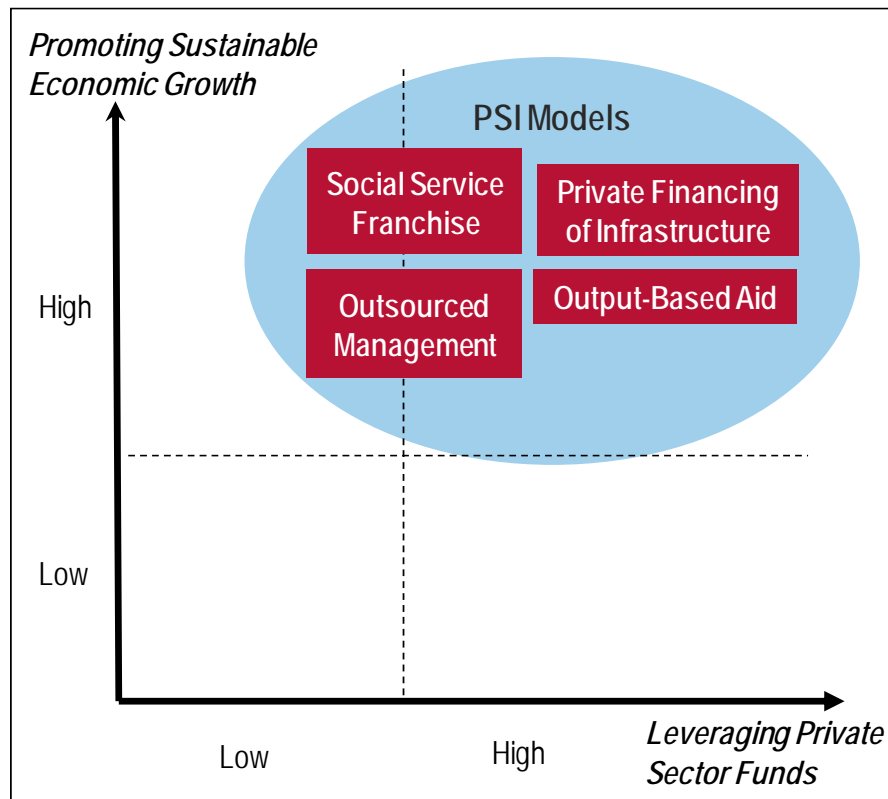 Promoting Sustainable
Economic Growth
PSI Models
Social Service
Franchise
Private Financing
of Infrastructure
Outsourced
Management
Output-Based Aid
High
Low
Low
High
Leveraging Private
Sector Funds